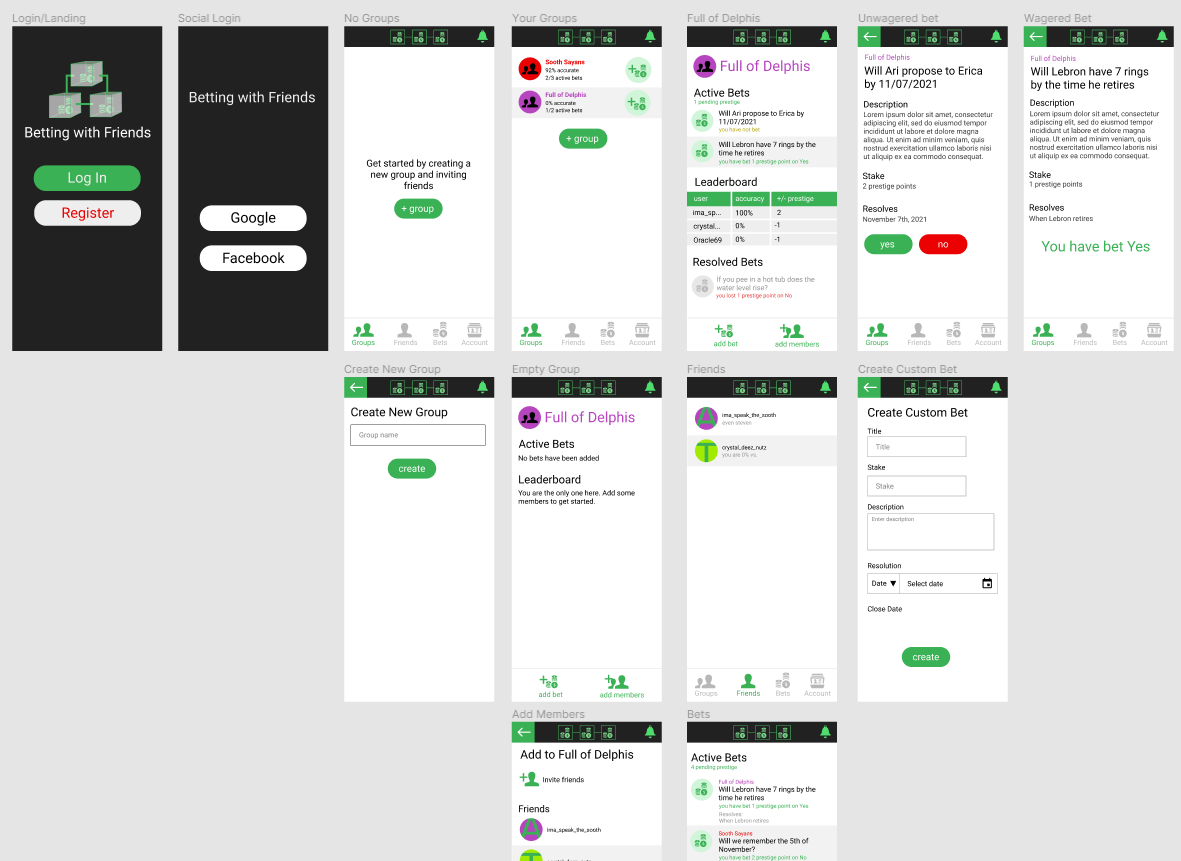 Login/Landing
Betting with Friends
Log In
Register
Social Login
Betting with Friends
Google
Facebook
No Groups
Get started by creating a
new group and inviting
friends
+ group
Groups
Friends
Bets
Account
Your Groups
Sooth Sayans
92% accurate
2/3 active bets
Full of Delphis
0% accurate
1/2 active bets
+ group
Groups
Friends
Bets
Account
Full of Delphis
Full of Delphis
Active Bets
1 pending prestige
Will Ari propose to Erica by
11/07/2021
you have not bet
Will Lebron have 7 rings by the
time he retires
you have bet 1 prestige point on Yes
Leaderboard
user accuracy +/- prestige
ima_sp... 100% 2
crystal... 0% -1
Oracle69 0% -1
Resolved Bets
If you pee in a hot tub does the
water level rise?
you lost 1 prestige point on No
add bet
add members
Unwagered bet
Full of Delphis
Will Ari propose to Erica
by 11/07/2021
Description
Lorem ipsum dolor sit amet, consectetur
adipiscing elit, sed do eiusmod tempor
incididunt ut labore et dolore magna
aliqua. Ut enim ad minim veniam, quis
nostrud exercitation ullamco laboris nisi
ut aliquip ex ea commodo consequat.
Stake
2 prestige points
Resolves
November 7th, 2021
yes
no
Groups
Friends
Bets
Account
Wagered Bet
Full of Delphis
Will Lebron have 7 rings
by the time he retires
Description
Lorem ipsum dolor sit amet, consectetur
adipiscing elit, sed do eiusmod tempor
incididunt ut labore et dolore magna
aliqua. Ut enim ad minim veniam, quis
nostrud exercitation ullamco laboris nisi
ut aliquip ex ea commodo consequat.
Stake
1 prestige points
Resolves
When Lebron retires
You have bet Yes
Groups
Friends
Bets
Account
Create New Group
Create New Group
Group name
create
Empty Group
Full of Delphis
Active Bets
No bets have been added
Leaderboard
You are the only one here. Add some
members to get started.
add bet
add members
Friends
ima_speak_the_sooth
even steven
crystal_deez_nutz
you are 0% vs.
Groups
Friends
Bets
Account
Create Custom Bet
Create Custom Bet
Title
Title
Stake
Stake
Description
Enter description
Resolution
Date ▼ Select date
Close Date
create
Add Members
Add to Full of Delphis
Invite friends
Friends
ima_speak_the_sooth
Bets
Active Bets
4 pending prestige
Full of Delphis
Will Lebron have 7 rings by the
time he retires
you have bet 1 prestige point on Yes
Resolves:
When Lebron retires
Sooth Sayans
Will we remember the 5th of
November?
you have bet 2 prestige point on No